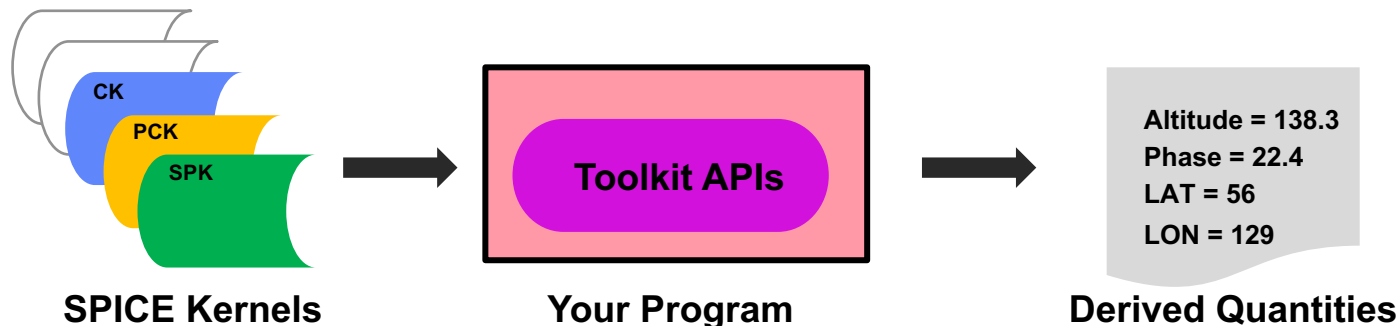 CK
PCK
SPK
SPICE Kernels
Toolkit APIs
Your Program
Altitude = 138.3
Phase = 22.4
LAT = 56
LON = 129
Derived Quantities